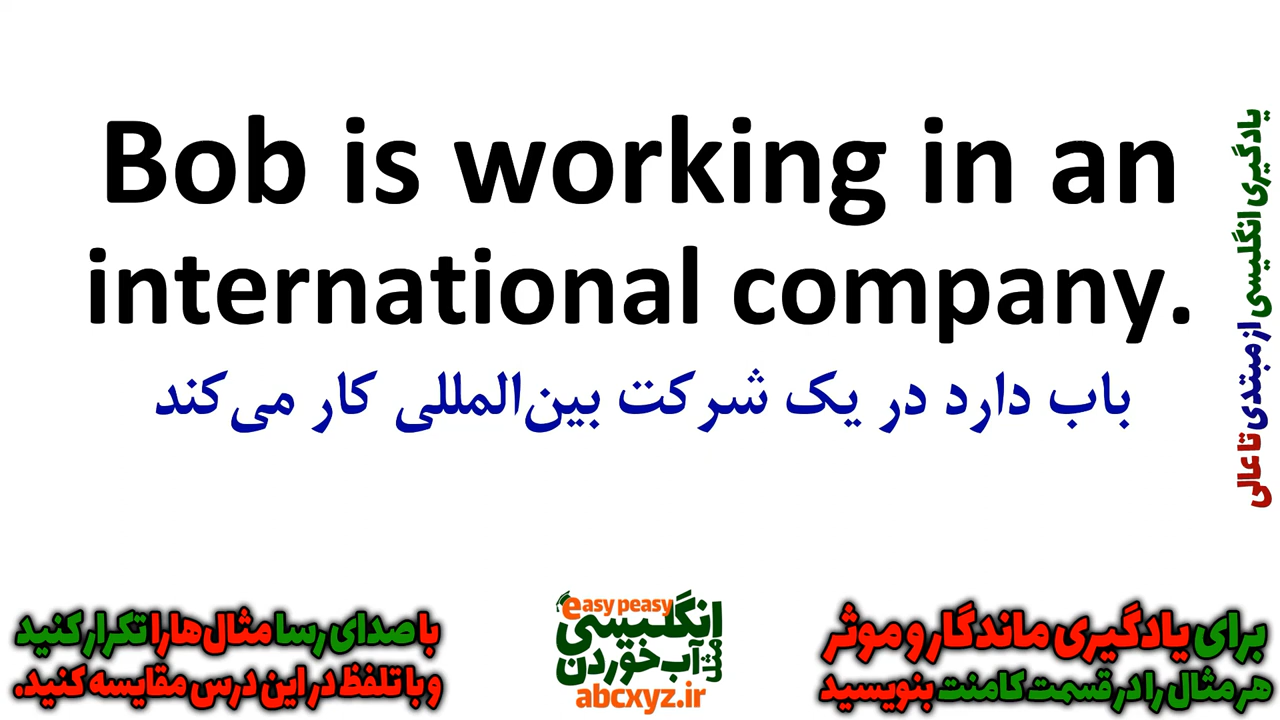 Bob is working in an
international company.
باب دارد در یک شرکت بین‌المللی کار می‌کند
یادگیری انگلیسی از مبتدی تا عالی
برای یادگیری ماندگار و موثر
هر مثال را در قسمت کامنت بنویسید
easy peasy
انگلیسی
مثل
آب خوردن
abcxyz.ir
با صدای رسا مثال‌ها را تکرار کنید
و با تلفظ در این درس مقایسه کنید.